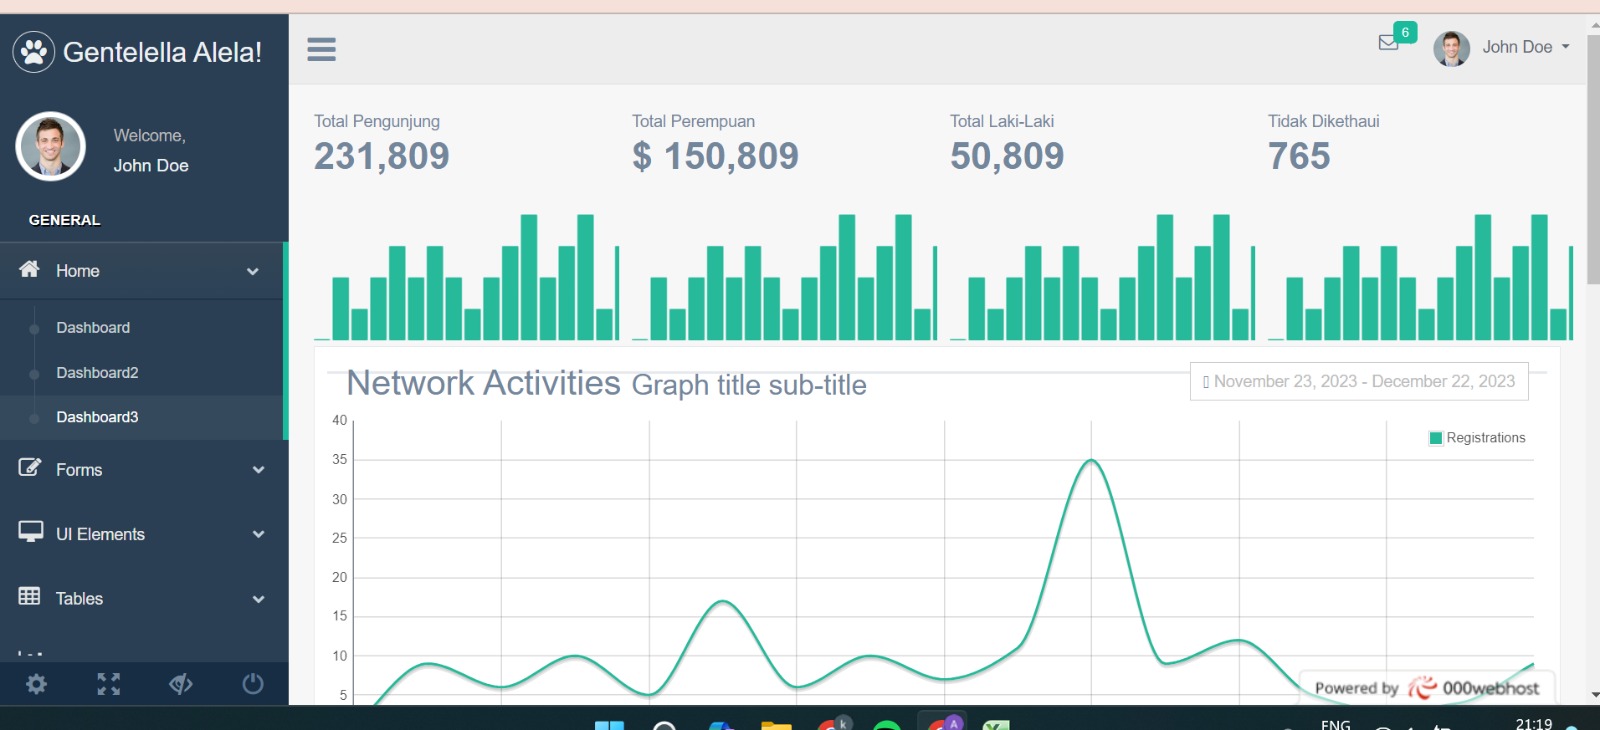 Gentelella Alela!
6
John Doe
Welcome,
John Doe
GENERAL
Home
Dashboard
Dashboard2
Dashboard3
Forms
UI Elements
Tables
Total Pengunjung
231,809
Total Perempuan
$ 150,809
Total Laki-Laki
50,809
Tidak Dikethaui
765
Network Activities Graph title sub-title
November 23, 2023 - December 22, 2023
Registrations
40
35
30
25
20
15
10
5
Powered by 000webhost
k
A
ENG
21:19